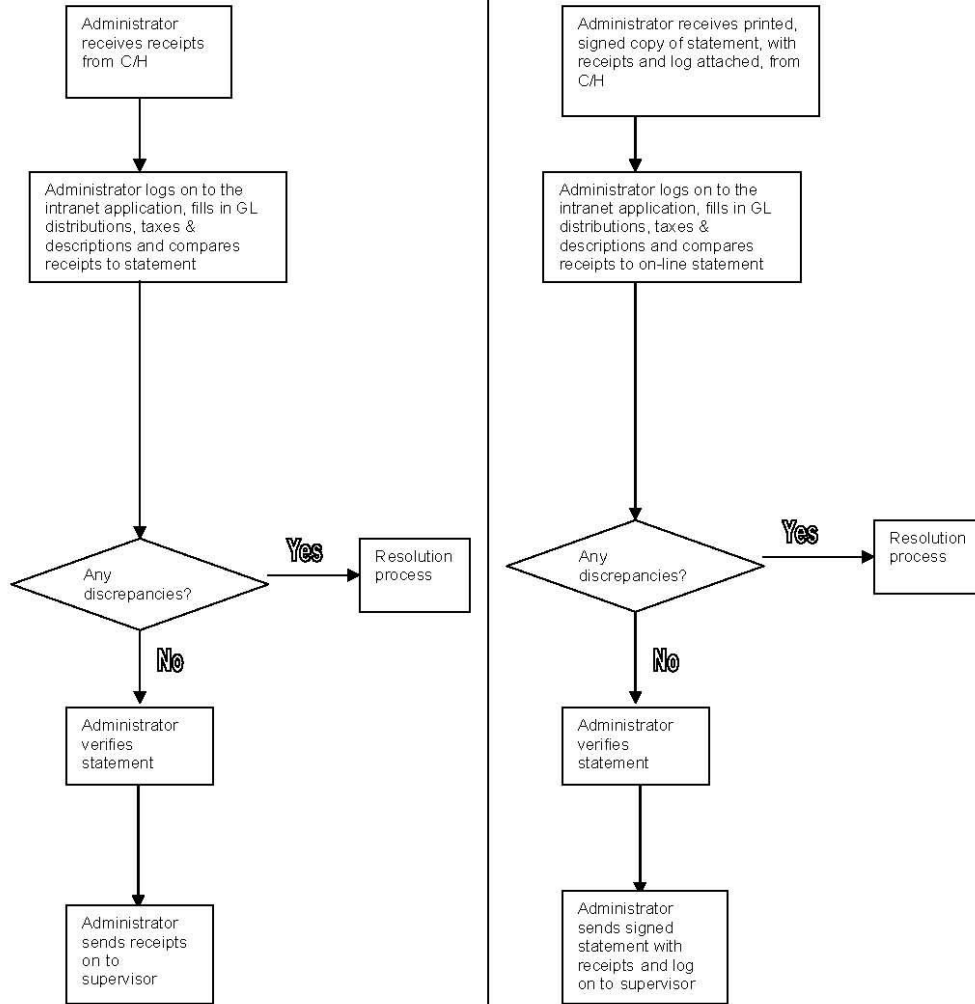 Administrator
receives receipts
from C/H
Administrator logs on to the
intranet application, fills in GL
distributions, taxes &
descriptions and compares
receipts to statement
Any
discrepancies?
Yes
Resolution
process
No
Administrator
verifies
statement
Administrator
sends receipts
on to
supervisor
Administrator receives printed,
signed copy of statement, with
receipts and log attached, from
C/H
Administrator logs on to the
intranet application, fills in GL
distributions, taxes &
descriptions and compares
receipts to on-line statement
Any
discrepancies?
Yes
Resolution
process
No
Administrator
verifies
statement
Administrator
sends signed
statement with
receipts and log
on to supervisor